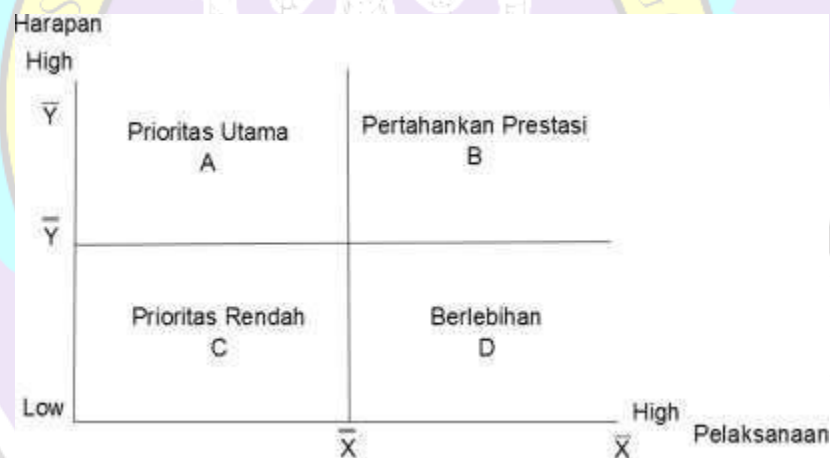 Harapan
High
Y̅
Prioritas Utama
A
Pertahankan Prestasi
B
Y̿
Prioritas Rendah
C
Berlebihan
D
Low
High
X̿
X̅
Pelaksanaan